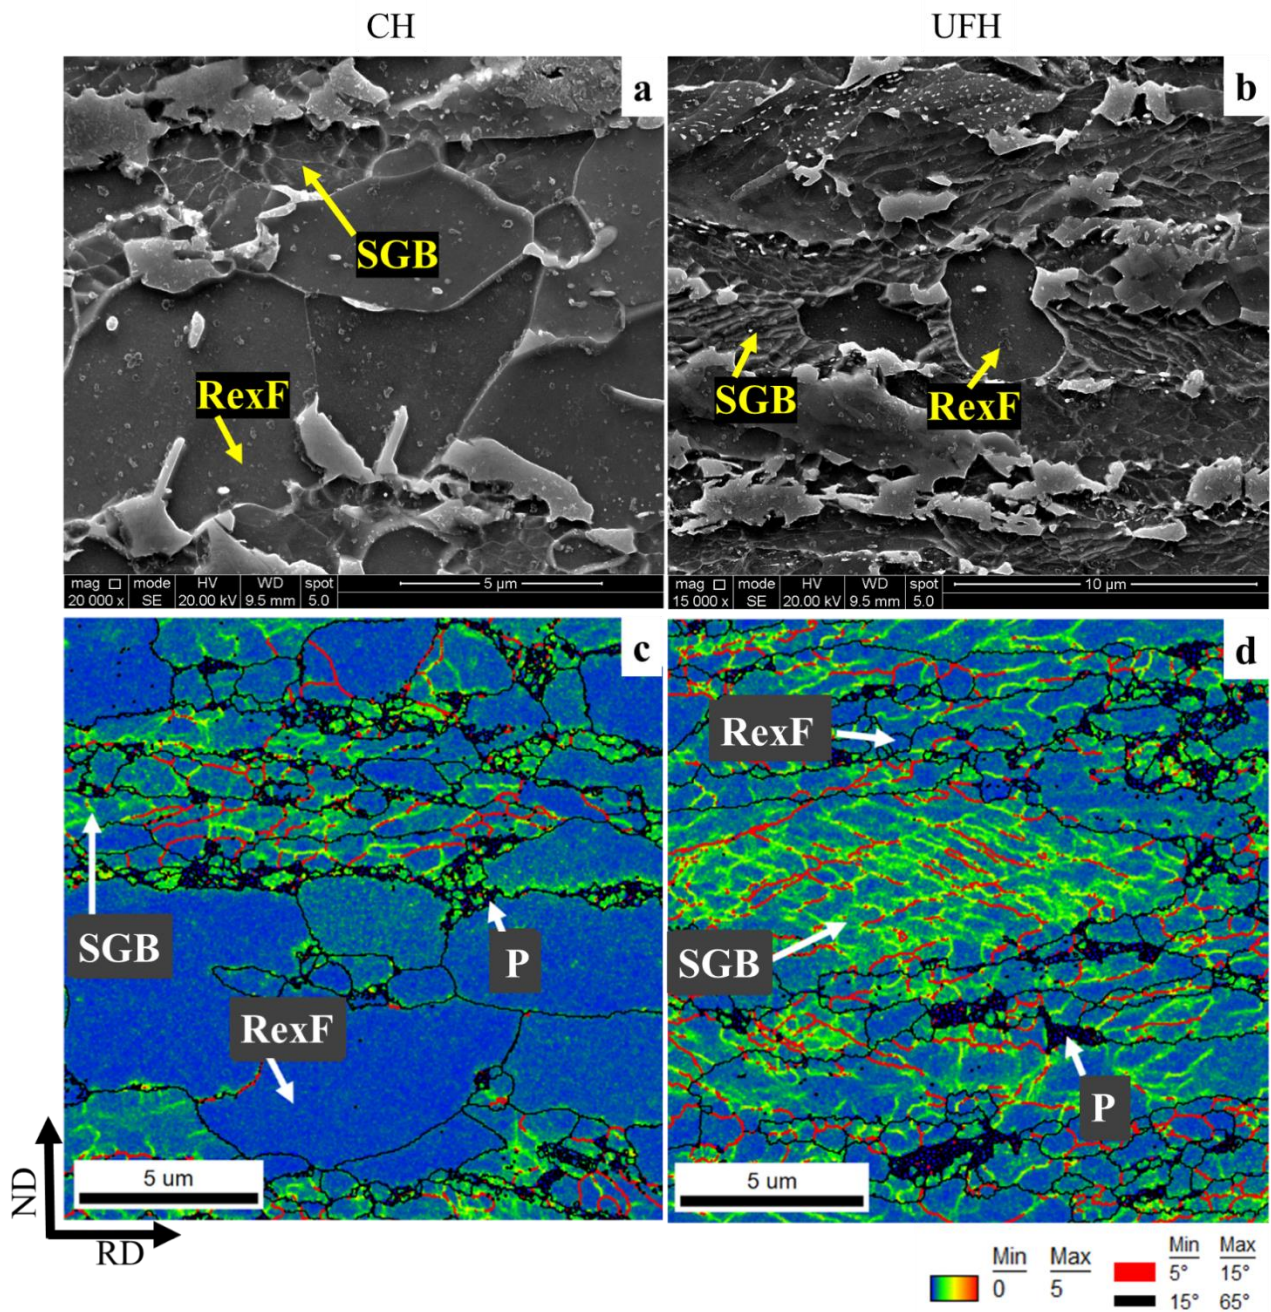 CH
UFH
a
b
SGB
RexF
SGB
RexF
mag □ mode HV WD spot
20 000 x SE 20.00 kV 9.5 mm 5.0
5 µm
mag □ mode HV WD spot
15 000 x SE 20.00 kV 9.5 mm 5.0
10 µm
c
d
RexF
SGB
P
SGB
RexF
P
5 um
5 um
ND
RD
Min Max
0 5
Min Max
5° 15°
15° 65°